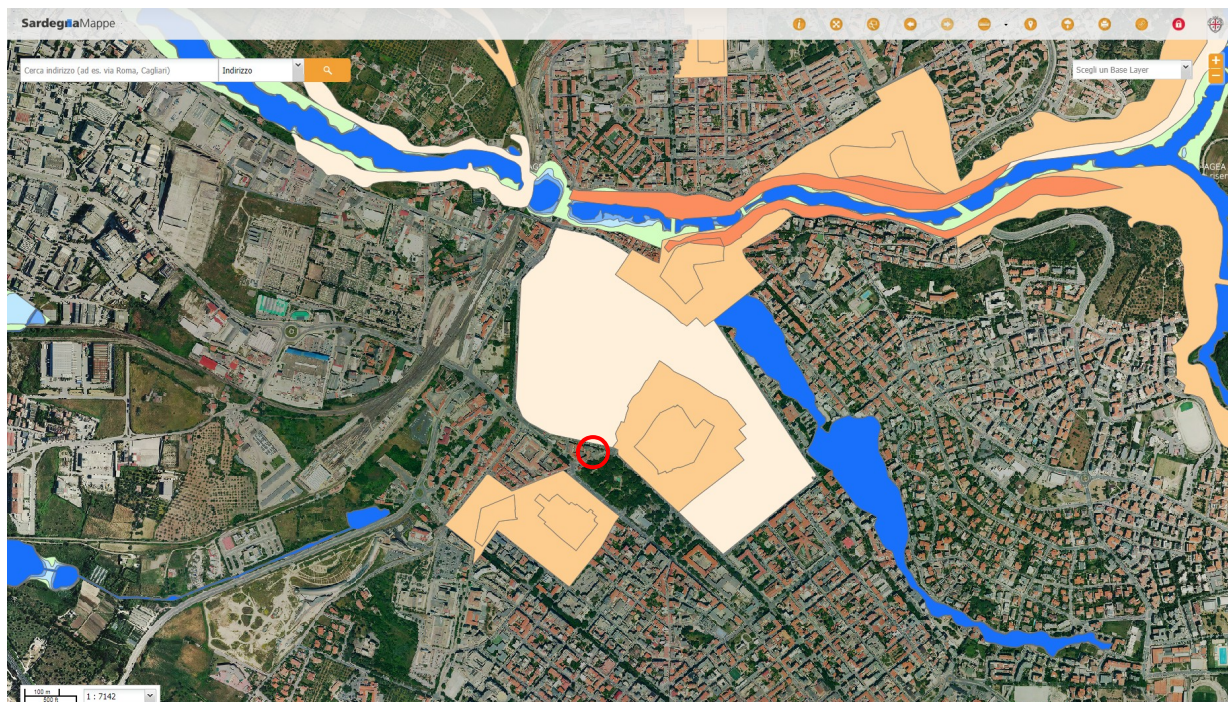 SardegnaMappe
Cerca indirizzo (ad es. via Roma, Cagliari)
Indirizzo
Scegli un Base Layer
100 m
500 ft
1 : 7142